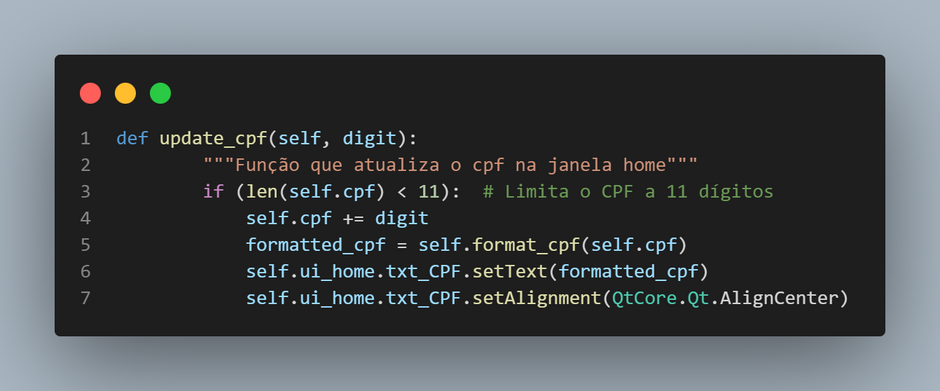 1 def update_cpf(self, digit):
2         """Função que atualiza o cpf na janela home"""
3         if (len(self.cpf) < 11):  # Limita o CPF a 11 dígitos
4             self.cpf += digit
5             formatted_cpf = self.format_cpf(self.cpf)
6             self.ui_home.txt_CPF.setText(formatted_cpf)
7             self.ui_home.txt_CPF.setAlignment(QtCore.Qt.AlignCenter)